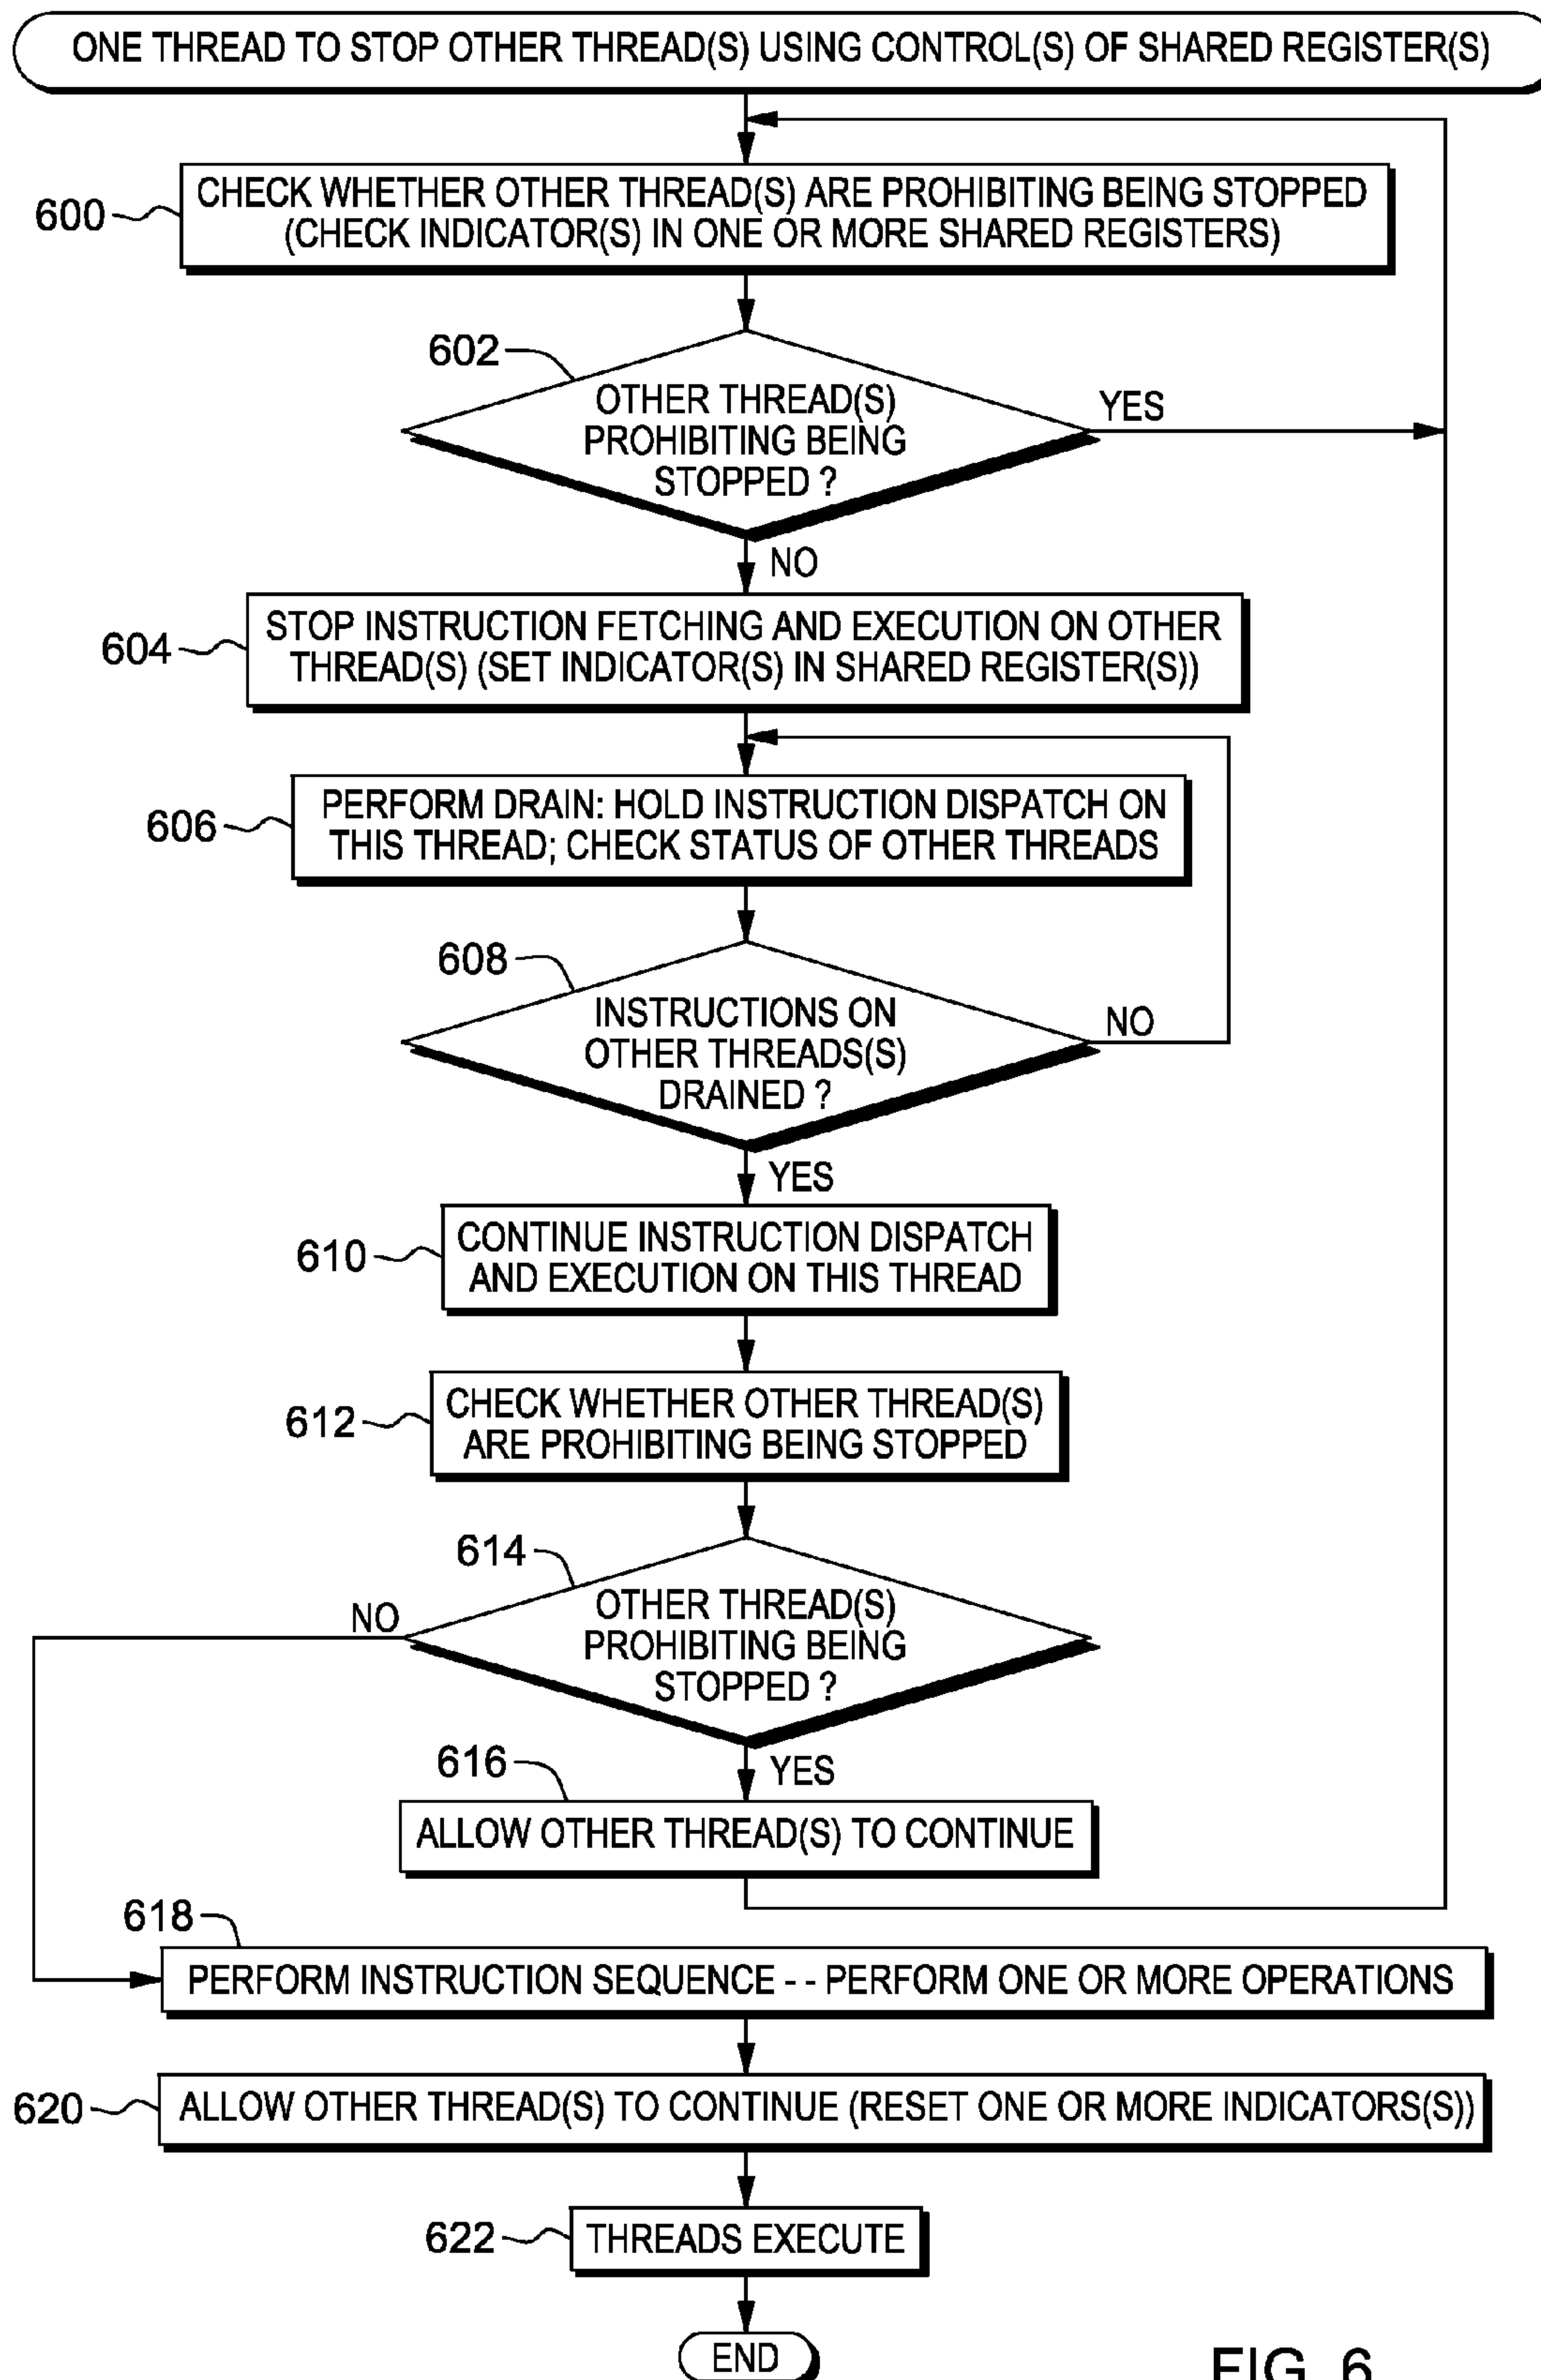 ONE THREAD TO STOP OTHER THREAD(S) USING CONTROL(S) OF SHARED REGISTER(S)
600
CHECK WHETHER OTHER THREAD(S) ARE PROHIBITING BEING STOPPED
(CHECK INDICATOR(S) IN ONE OR MORE SHARED REGISTERS)
602
OTHER THREAD(S)
PROHIBITING BEING
STOPPED ?
YES
NO
604
STOP INSTRUCTION FETCHING AND EXECUTION ON OTHER
THREAD(S) (SET INDICATOR(S) IN SHARED REGISTER(S))
606
PERFORM DRAIN: HOLD INSTRUCTION DISPATCH ON
THIS THREAD; CHECK STATUS OF OTHER THREADS
608
INSTRUCTIONS ON
OTHER THREADS(S)
DRAINED ?
NO
YES
610
CONTINUE INSTRUCTION DISPATCH
AND EXECUTION ON THIS THREAD
612
CHECK WHETHER OTHER THREAD(S)
ARE PROHIBITING BEING STOPPED
614
NO
OTHER THREAD(S)
PROHIBITING BEING
STOPPED ?
YES
616
ALLOW OTHER THREAD(S) TO CONTINUE
618
PERFORM INSTRUCTION SEQUENCE - - PERFORM ONE OR MORE OPERATIONS
620
ALLOW OTHER THREAD(S) TO CONTINUE (RESET ONE OR MORE INDICATORS(S))
622
THREADS EXECUTE
END
FIG. 6